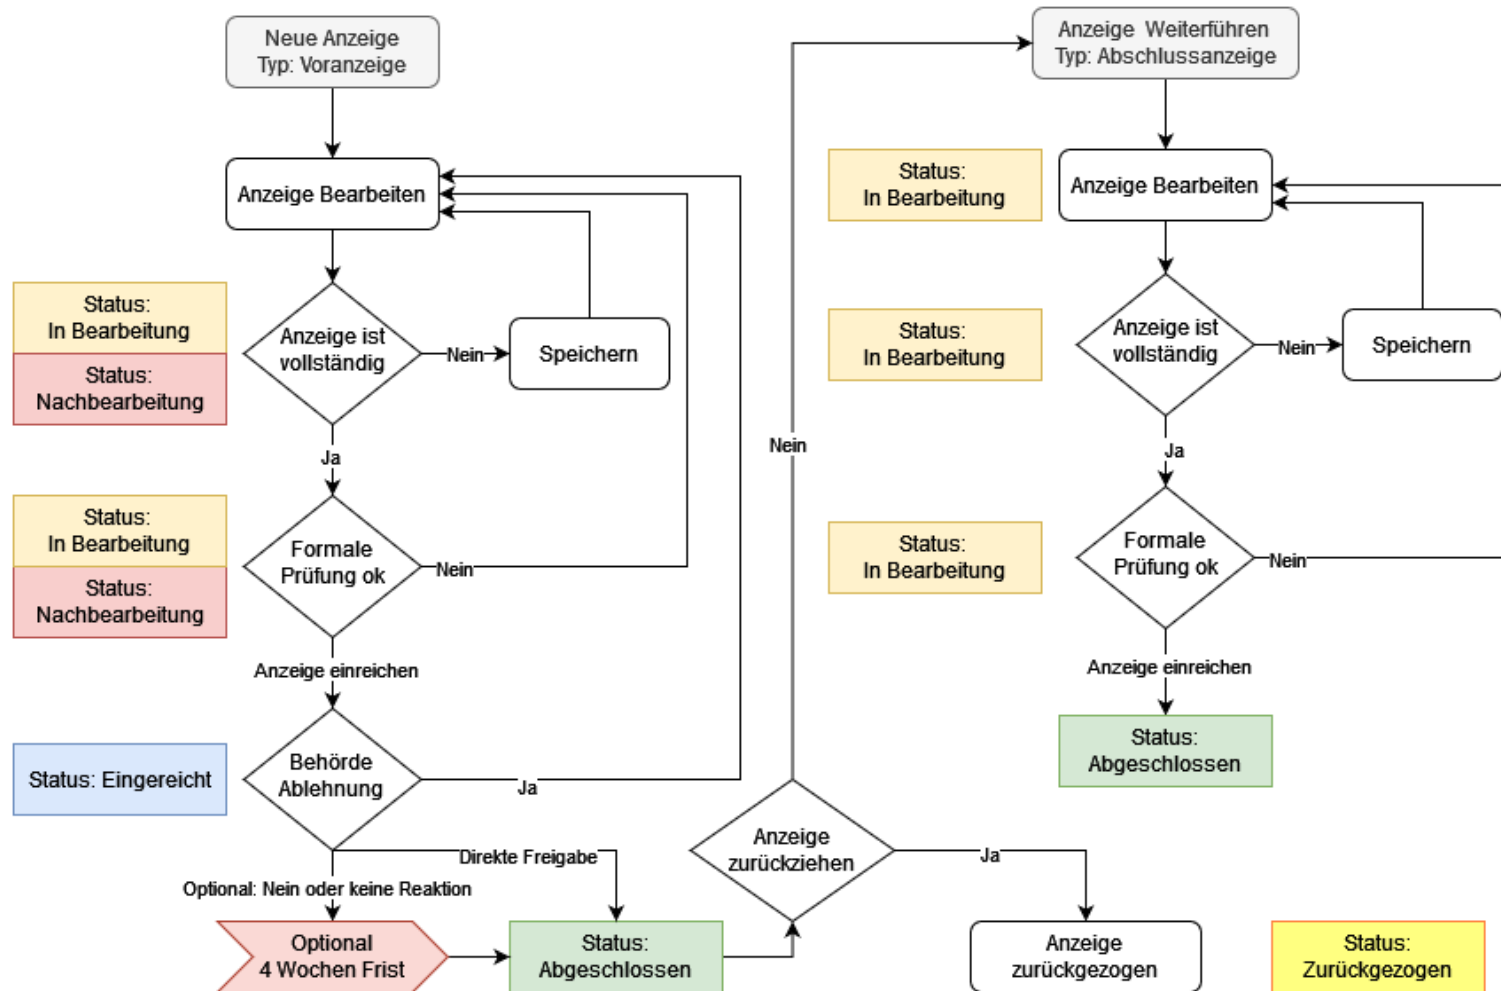 Neue Anzeige
Typ: Voranzeige
Anzeige Bearbeiten
Status:
In Bearbeitung
Status:
Nachbearbeitung
Anzeige ist
vollständig
Nein
Speichern
Ja
Status:
In Bearbeitung
Status:
Nachbearbeitung
Formale
Prüfung ok
Nein
Anzeige einreichen
Status: Eingereicht
Behörde
Ablehnung
Ja
Direkte Freigabe
Optional: Nein oder keine Reaktion
Optional
4 Wochen Frist
Status:
Abgeschlossen
Anzeige
zurückziehen
Nein
Ja
Anzeige
zurückgezogen
Status:
Zurückgezogen
Anzeige Weiterführen
Typ: Abschlussanzeige
Status:
In Bearbeitung
Anzeige Bearbeiten
Status:
In Bearbeitung
Anzeige ist
vollständig
Nein
Speichern
Ja
Status:
In Bearbeitung
Formale
Prüfung ok
Nein
Anzeige einreichen
Status:
Abgeschlossen